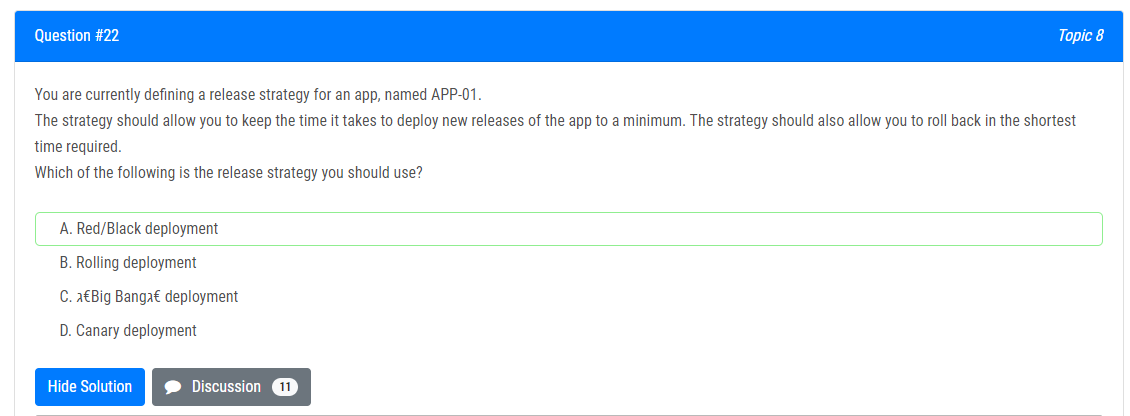 Question #22
Topic 8
You are currently defining a release strategy for an app, named APP-01.
The strategy should allow you to keep the time it takes to deploy new releases of the app to a minimum. The strategy should also allow you to roll back in the shortest
time required.
Which of the following is the release strategy you should use?
A. Red/Black deployment
B. Rolling deployment
C. ג€Big Bangג€ deployment
D. Canary deployment
Hide Solution
Discussion 11